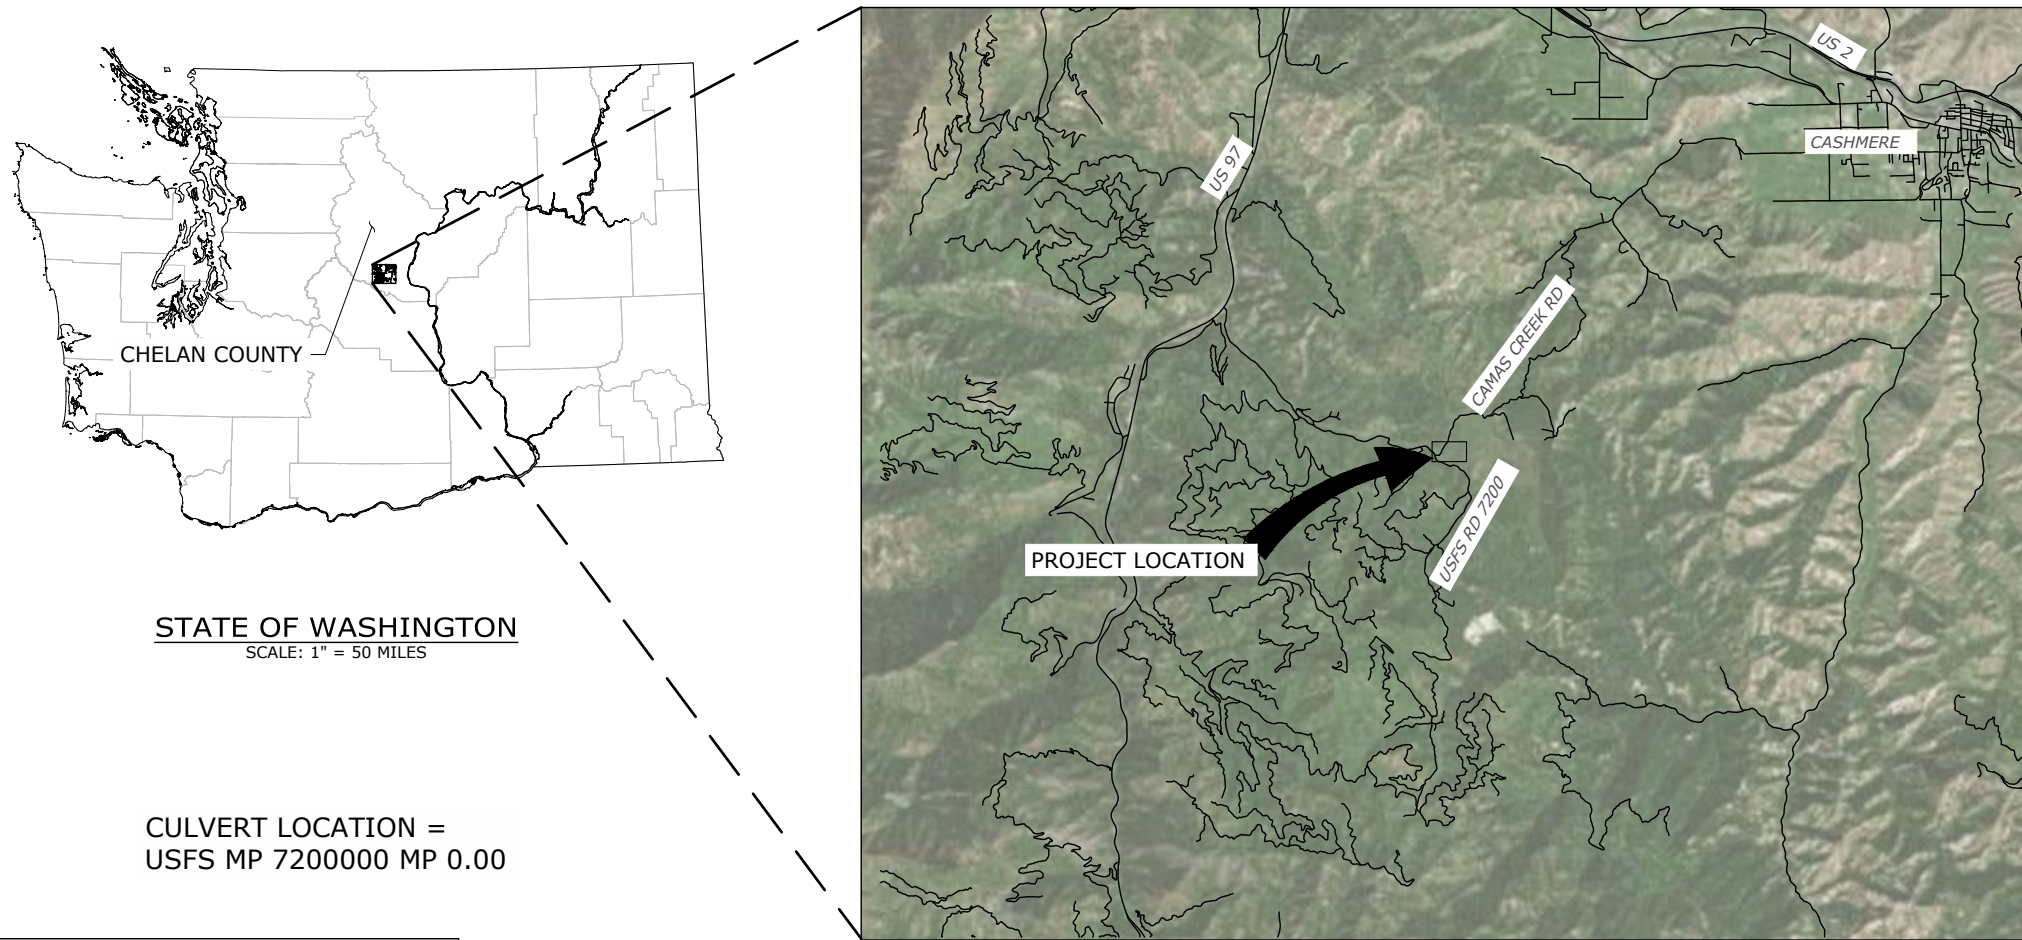 CHELAN COUNTY
STATE OF WASHINGTON
SCALE: 1" = 50 MILES
CULVERT LOCATION =
USFS MP 7200000 MP 0.00
US 2
CASHMERE
US 97
CAMAS CREEK RD
USFS RD 7200
PROJECT LOCATION